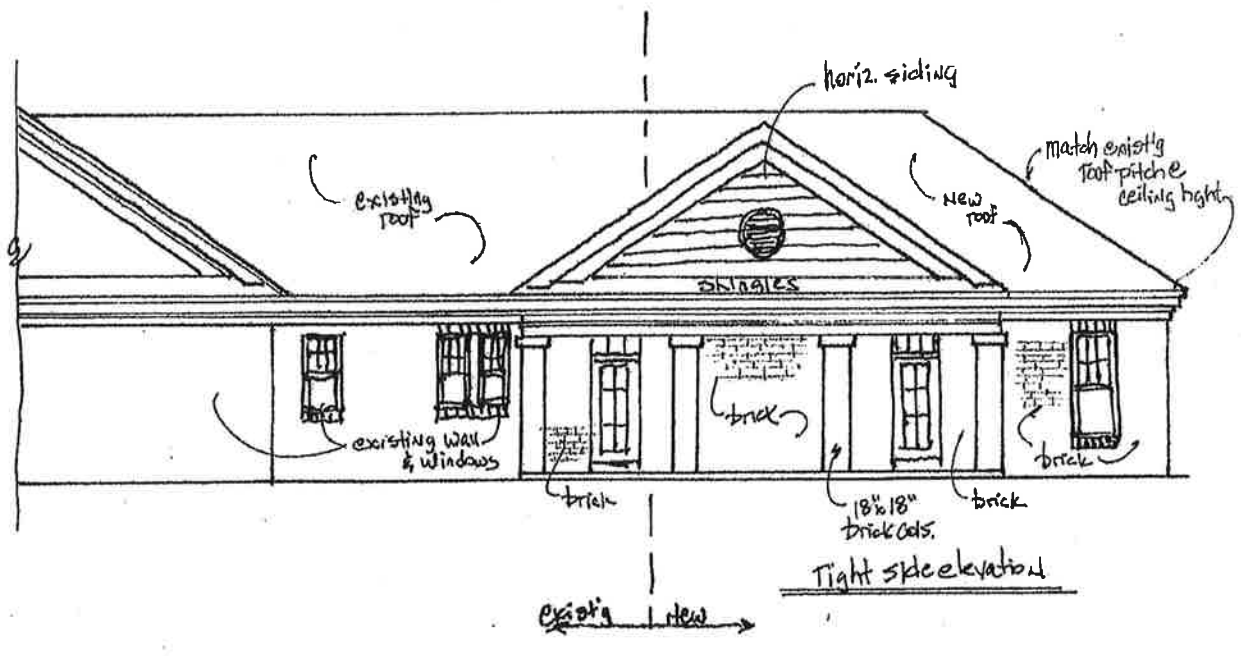 horiz. siding
match exist'g
roof pitch &
ceiling hght.
existing
roof
New
roof
shingles
existing wall
& windows
brick
brick
brick
brick
18"x18"
brick cols.
right side elevation
exist'g | new